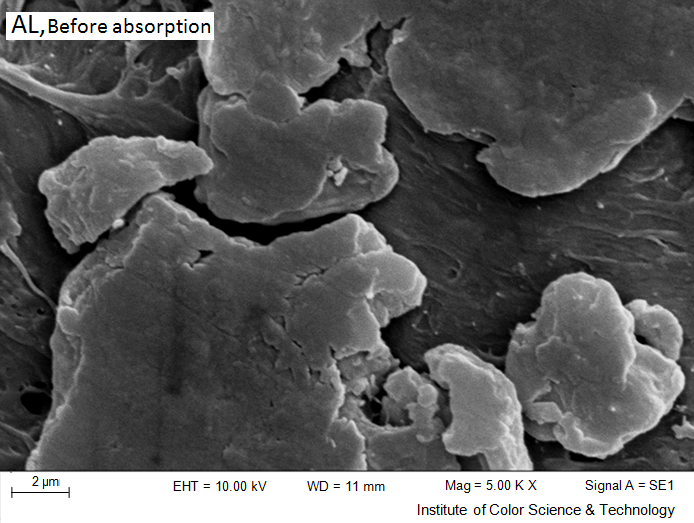 AL, Before absorption
2 µm EHT = 10.00 kV WD = 11 mm Mag = 5.00 K X Signal A = SE1
Institute of Color Science & Technology